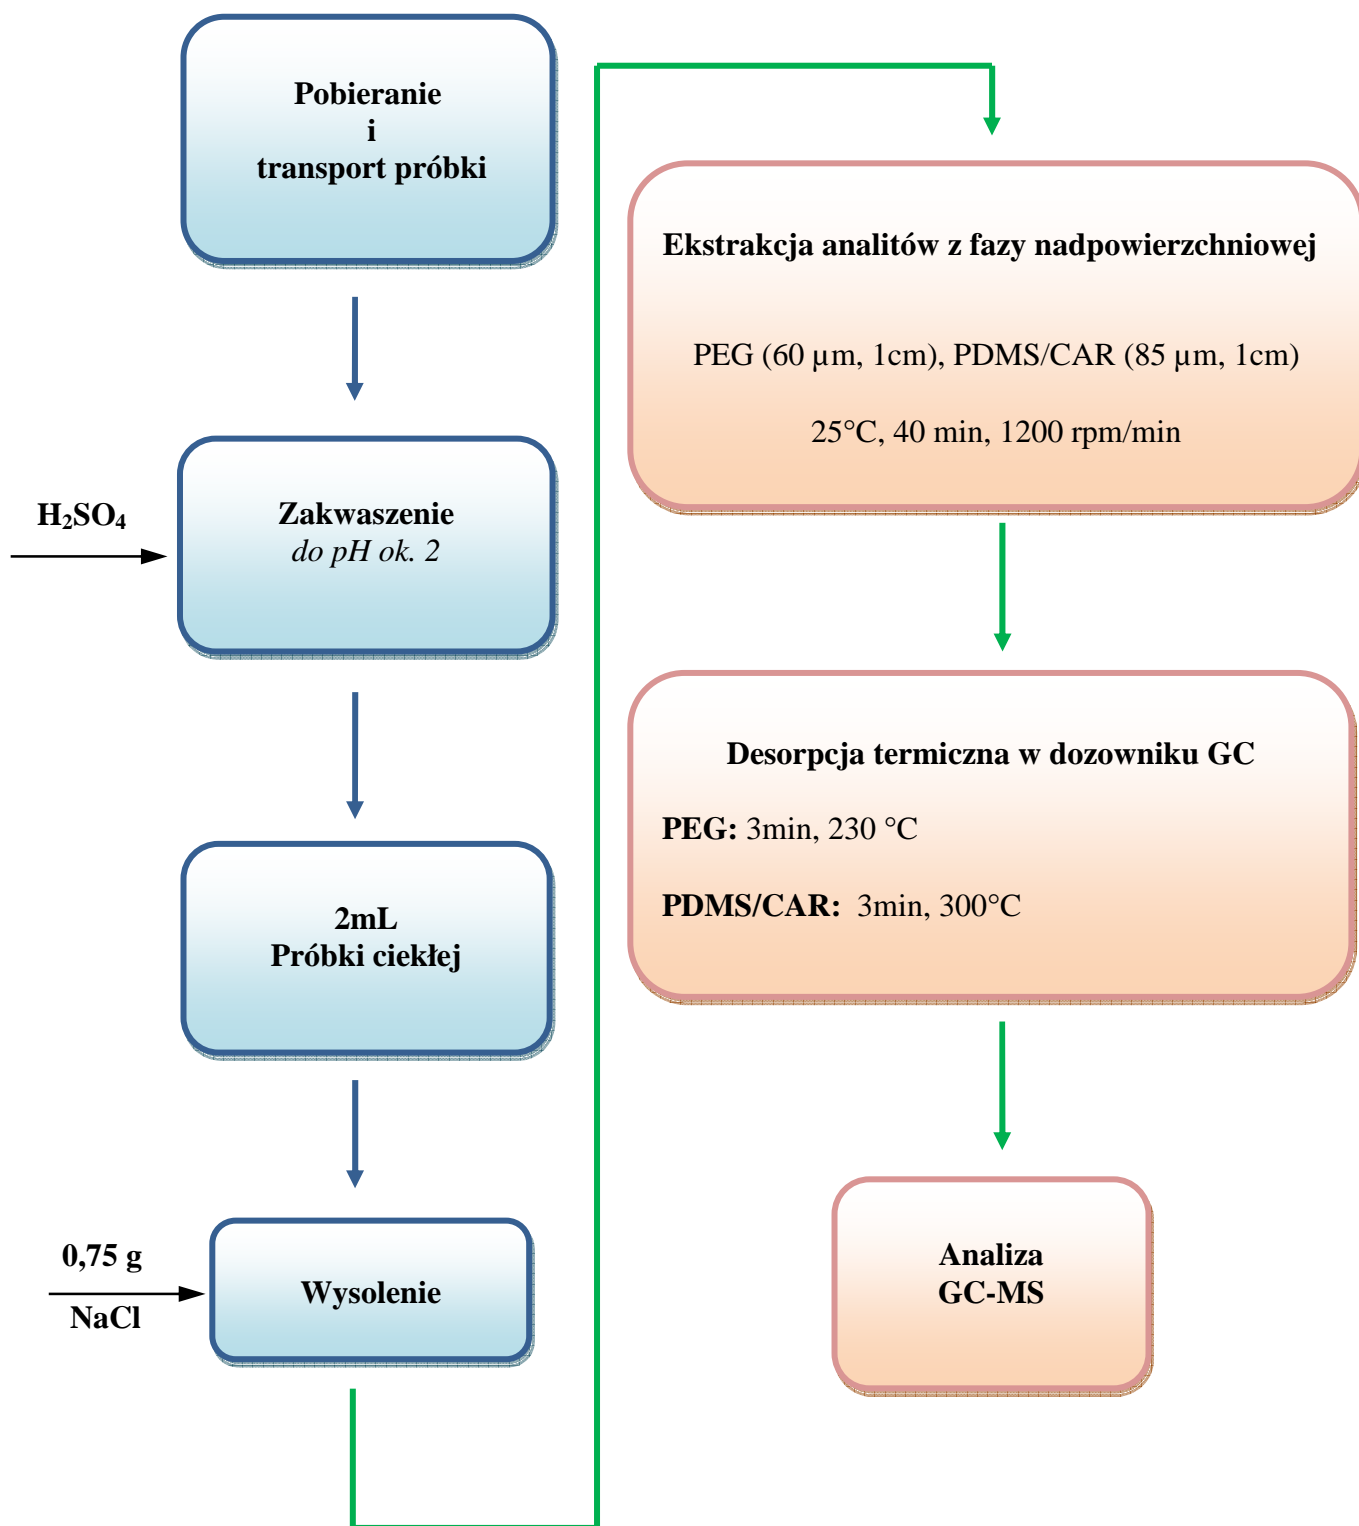 Pobieranie
i
transport próbki
H₂SO₄
Zakwaszenie
do pH ok. 2
2mL
Próbki ciekłej
0,75 g
NaCl
Wysolenie
Ekstrakcja analitów z fazy nadpowierzchniowej
PEG (60 µm, 1cm), PDMS/CAR (85 µm, 1cm)
25°C, 40 min, 1200 rpm/min
Desorpcja termiczna w dozowniku GC
PEG: 3min, 230 °C
PDMS/CAR: 3min, 300°C
Analiza
GC-MS